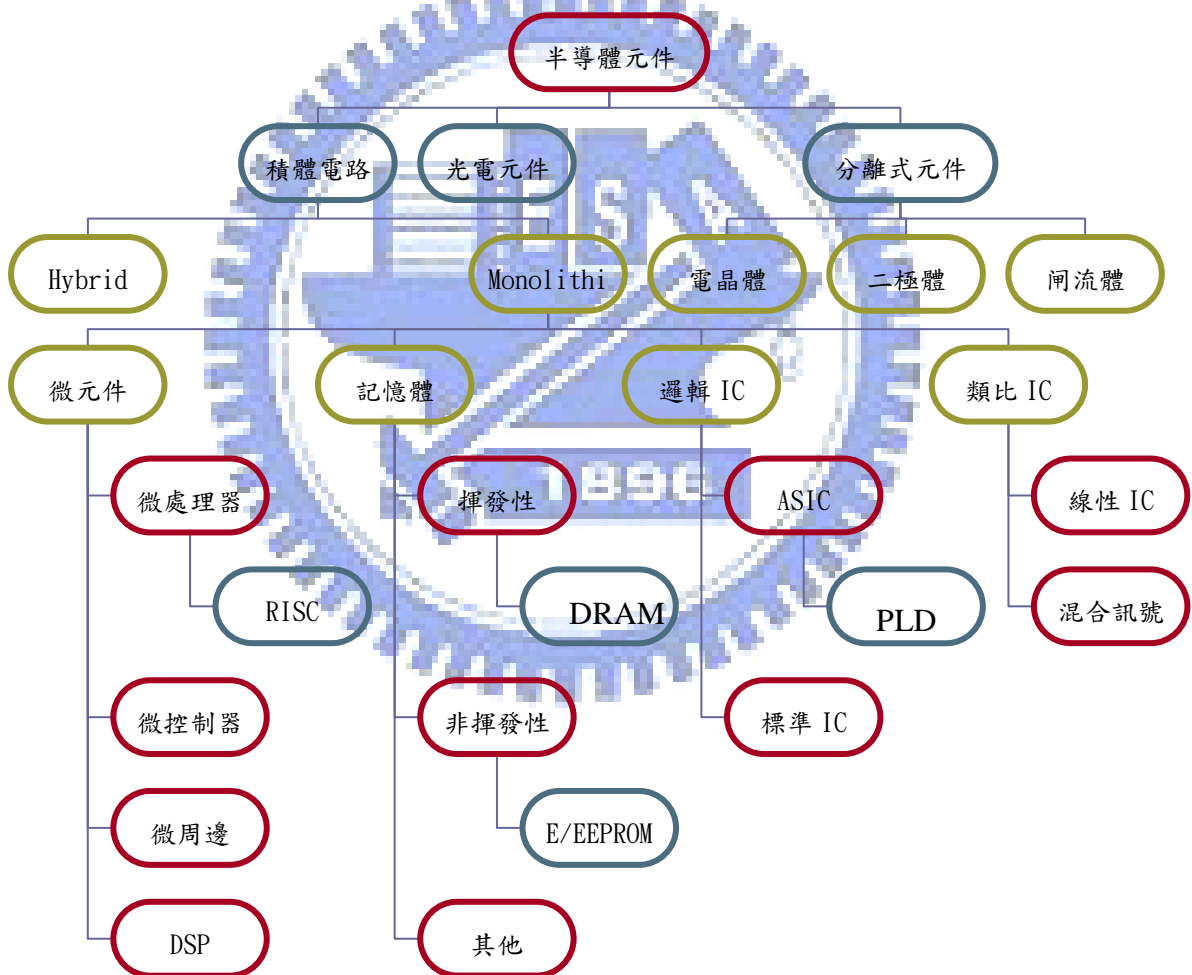 半導體元件
積體電路
光電元件
分離式元件
Hybrid
Monolithi
電晶體
二極體
闸流體
微元件
記憶體
邏輯 IC
類比 IC
微處理器
揮發性
ASIC
線性 IC
RISC
DRAM
PLD
混合訊號
微控制器
非揮發性
標準 IC
微周邊
E/EEPROM
DSP
其他
ESA
1896